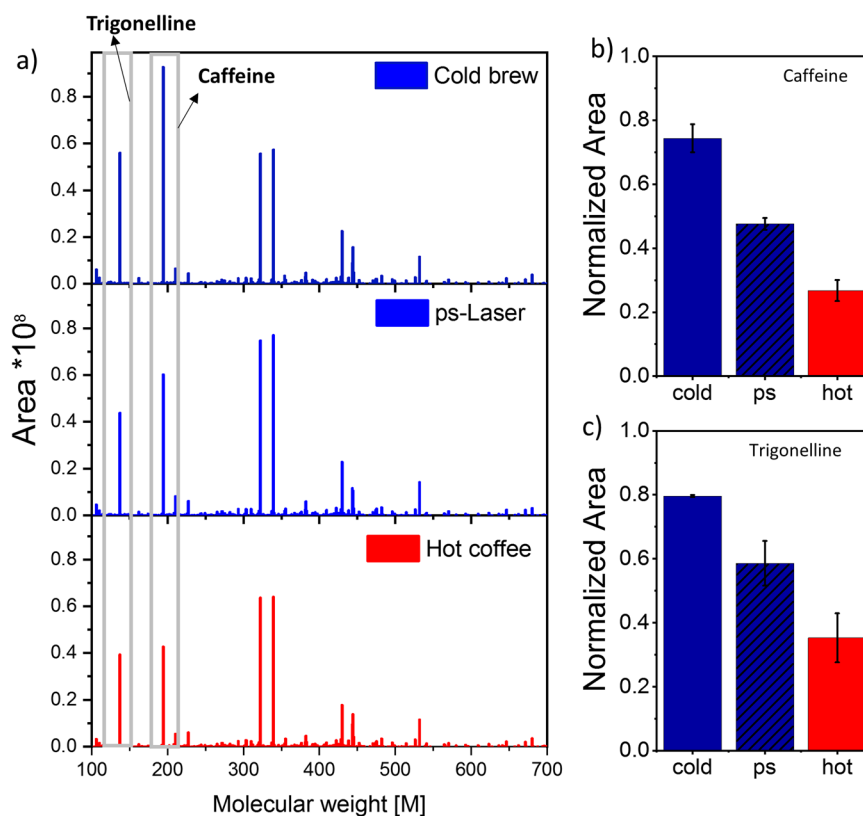 Trigonelline
a)
Cold brew
Caffeine
0.8
0.6
0.4
0.2
0.0
ps-Laser
0.8
0.6
0.4
0.2
0.0
Hot coffee
0.8
0.6
0.4
0.2
0.0
Area *10⁸
100 200 300 400 500 600 700
Molecular weight [M]
b)
Caffeine
1.0
0.8
0.6
0.4
0.2
0.0
Normalized Area
cold ps hot
c)
Trigonelline
1.0
0.8
0.6
0.4
0.2
0.0
Normalized Area
cold ps hot